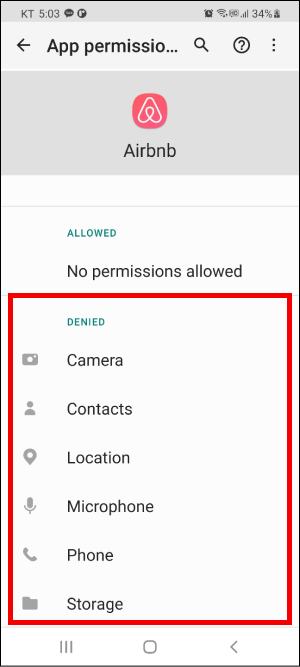 KT 5:03 34%
App permissio...
Airbnb
ALLOWED
No permissions allowed
DENIED
Camera
Contacts
Location
Microphone
Phone
Storage